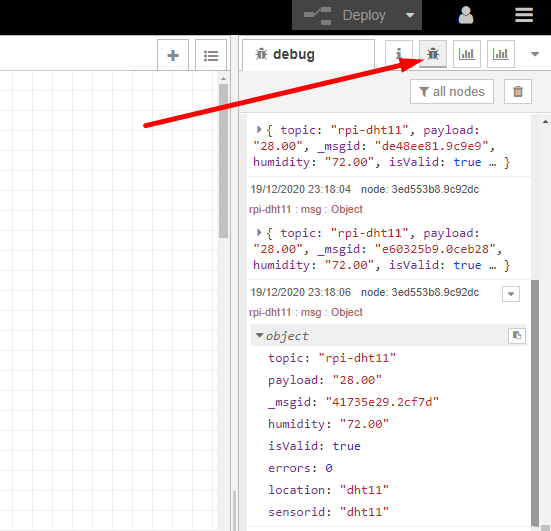 Deploy
debug
i
all nodes
{ topic: "rpi-dht11", payload:
"28.00", _msgid: "de48ee81.9c9e9",
humidity: "72.00", isValid: true … }
19/12/2020 23:18:04 node: 3ed553b8.9c92dc
rpi-dht11 : msg : Object
{ topic: "rpi-dht11", payload:
"28.00", _msgid: "e60325b9.0ceb28",
humidity: "72.00", isValid: true … }
19/12/2020 23:18:06 node: 3ed553b8.9c92dc
rpi-dht11 : msg : Object
object
topic: "rpi-dht11"
payload: "28.00"
_msgid: "41735e29.2cf7d"
humidity: "72.00"
isValid: true
errors: 0
location: "dht11"
sensorid: "dht11"